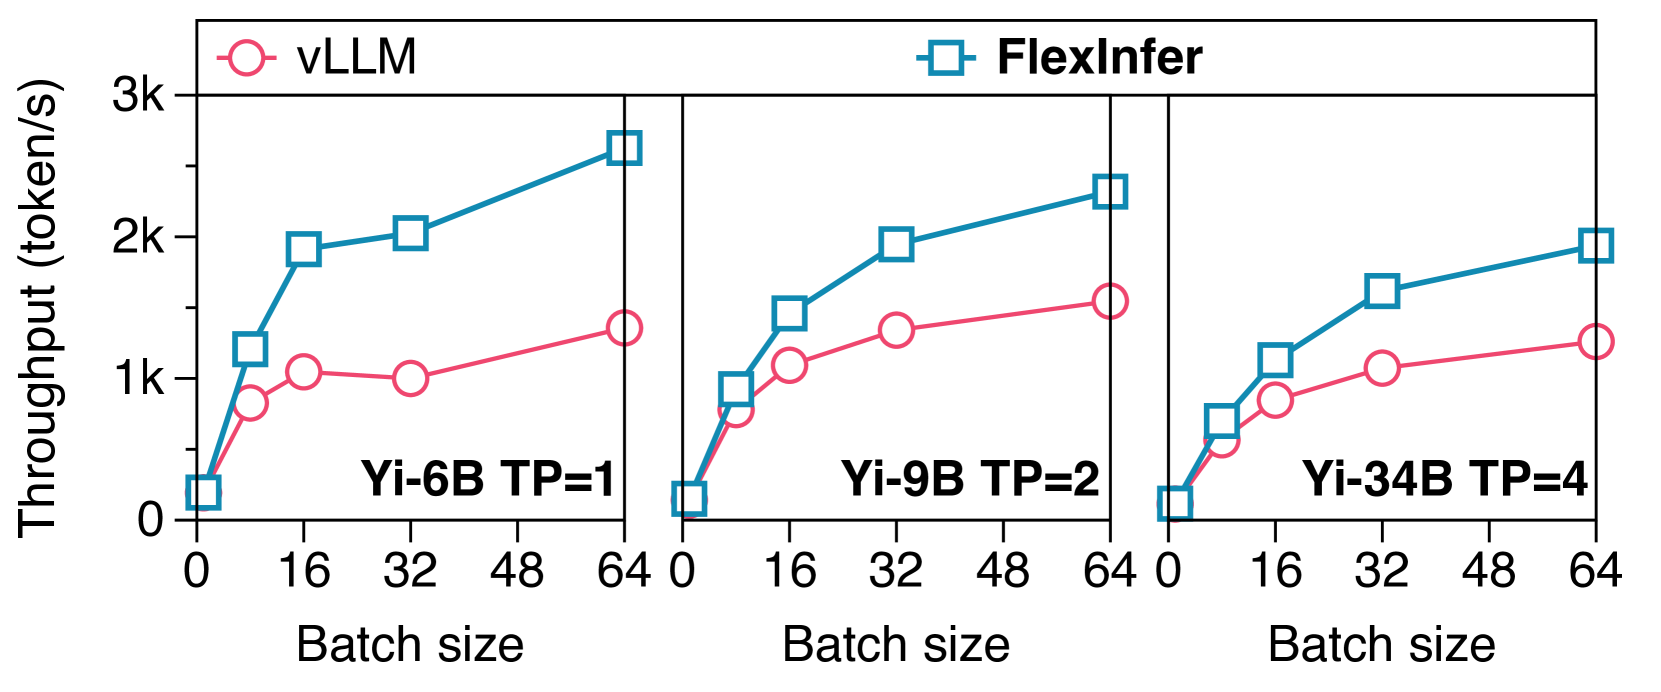 vLLM
FlexInfer
Throughput (token/s)
3k
2k
1k
0
Yi-6B TP=1
Yi-9B TP=2
Yi-34B TP=4
0 16 32 48 64
0 16 32 48 64
0 16 32 48 64
Batch size
Batch size
Batch size